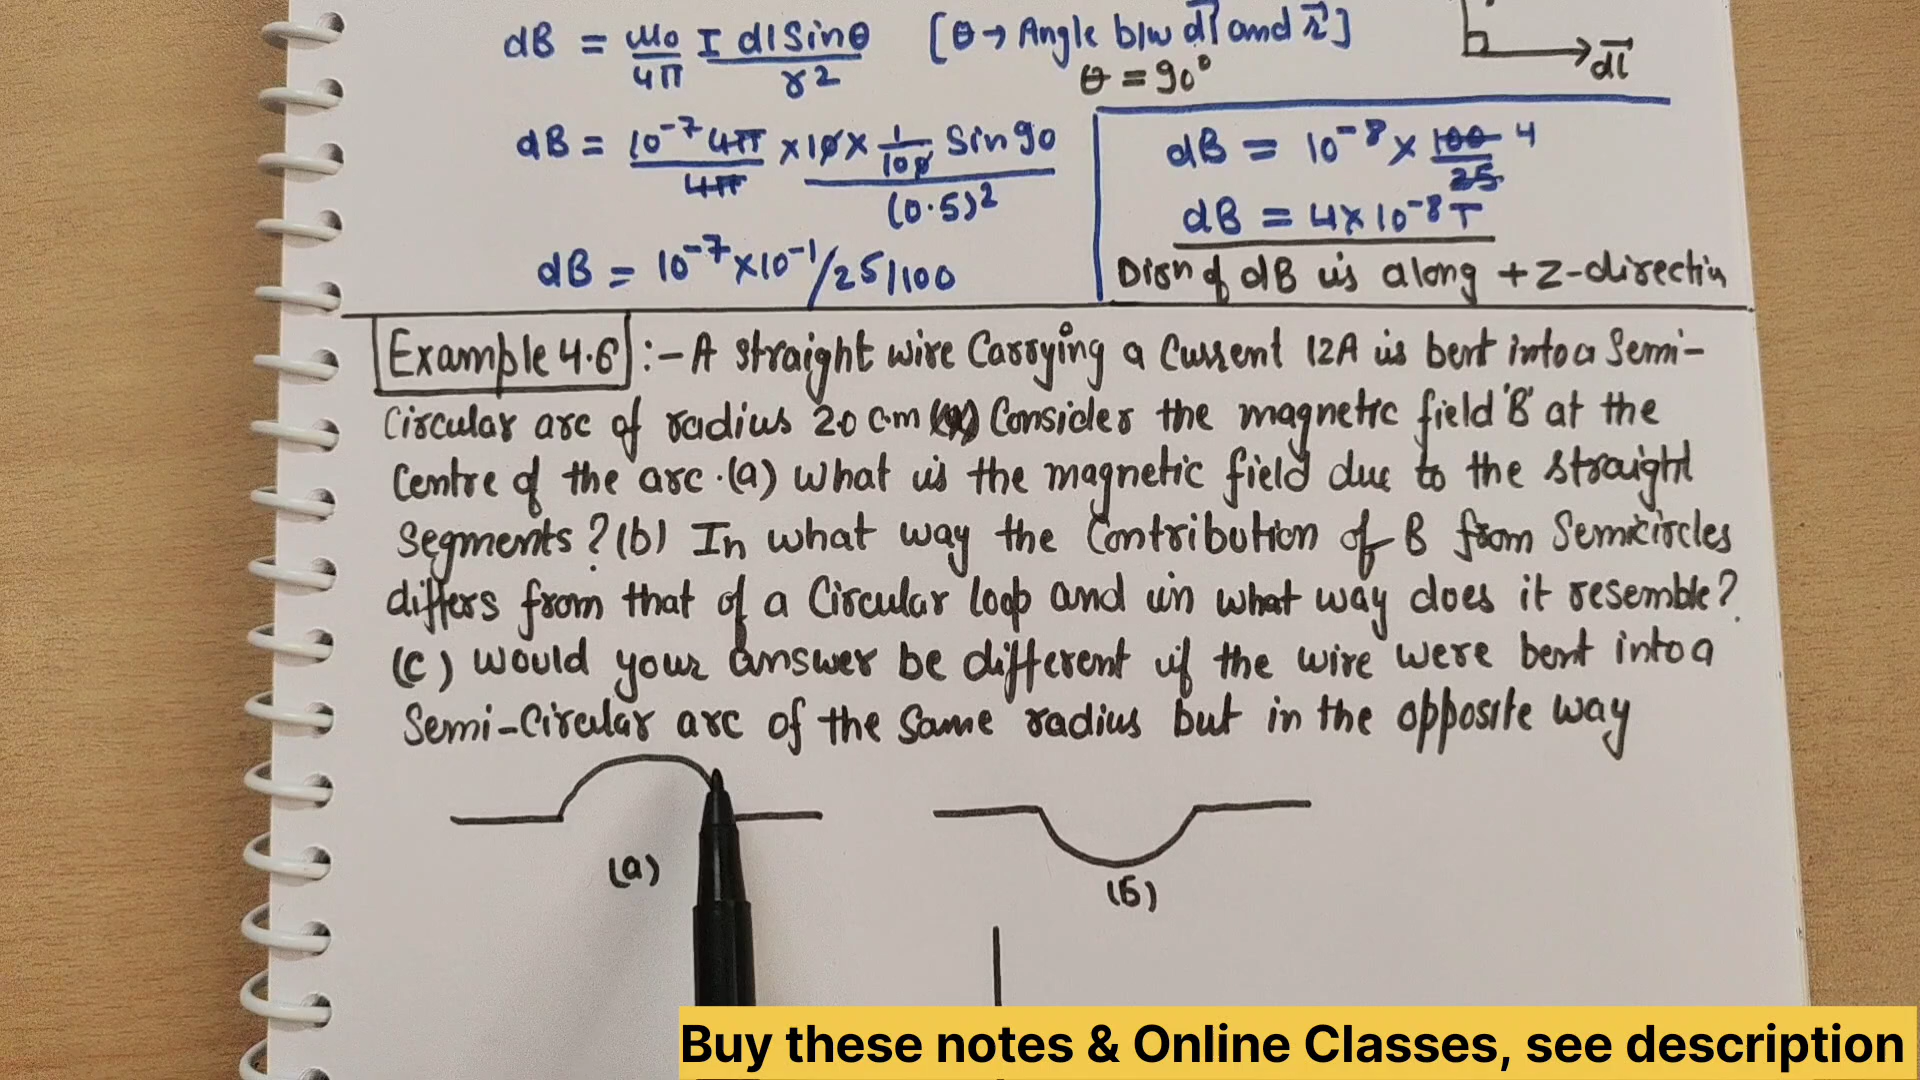 dB = μ0/4π I dl Sinθ/r2 [θ→ Angle b/w dl and r]
θ = 90°
dl
dB = 10-7 4π/4π × 10 × 1/100 Sin 90/(0.5)2
dB = 10-7 × 10-1/25/100
dB = 10-8 × 100/25 4
dB = 4 × 10-8 T
Dirn of dB is along + z-directin
Example 4.6 :- A straight wire Carrying a Current 12A is bent into a Semi-
Circular arc of radius 2.0 cm Consider the magnetic field 'B' at the
Centre of the arc. (a) What is the magnetic field due to the straight
Segments? (b) In what way the Contribution of B from Semicircles
differs from that of a Circular loop and in what way does it resemble?
(c) Would your answer be different if the wire were bent into a
Semi-Circular arc of the Same radius but in the opposite way
(a)
(b)
Buy these notes & Online Classes, see description